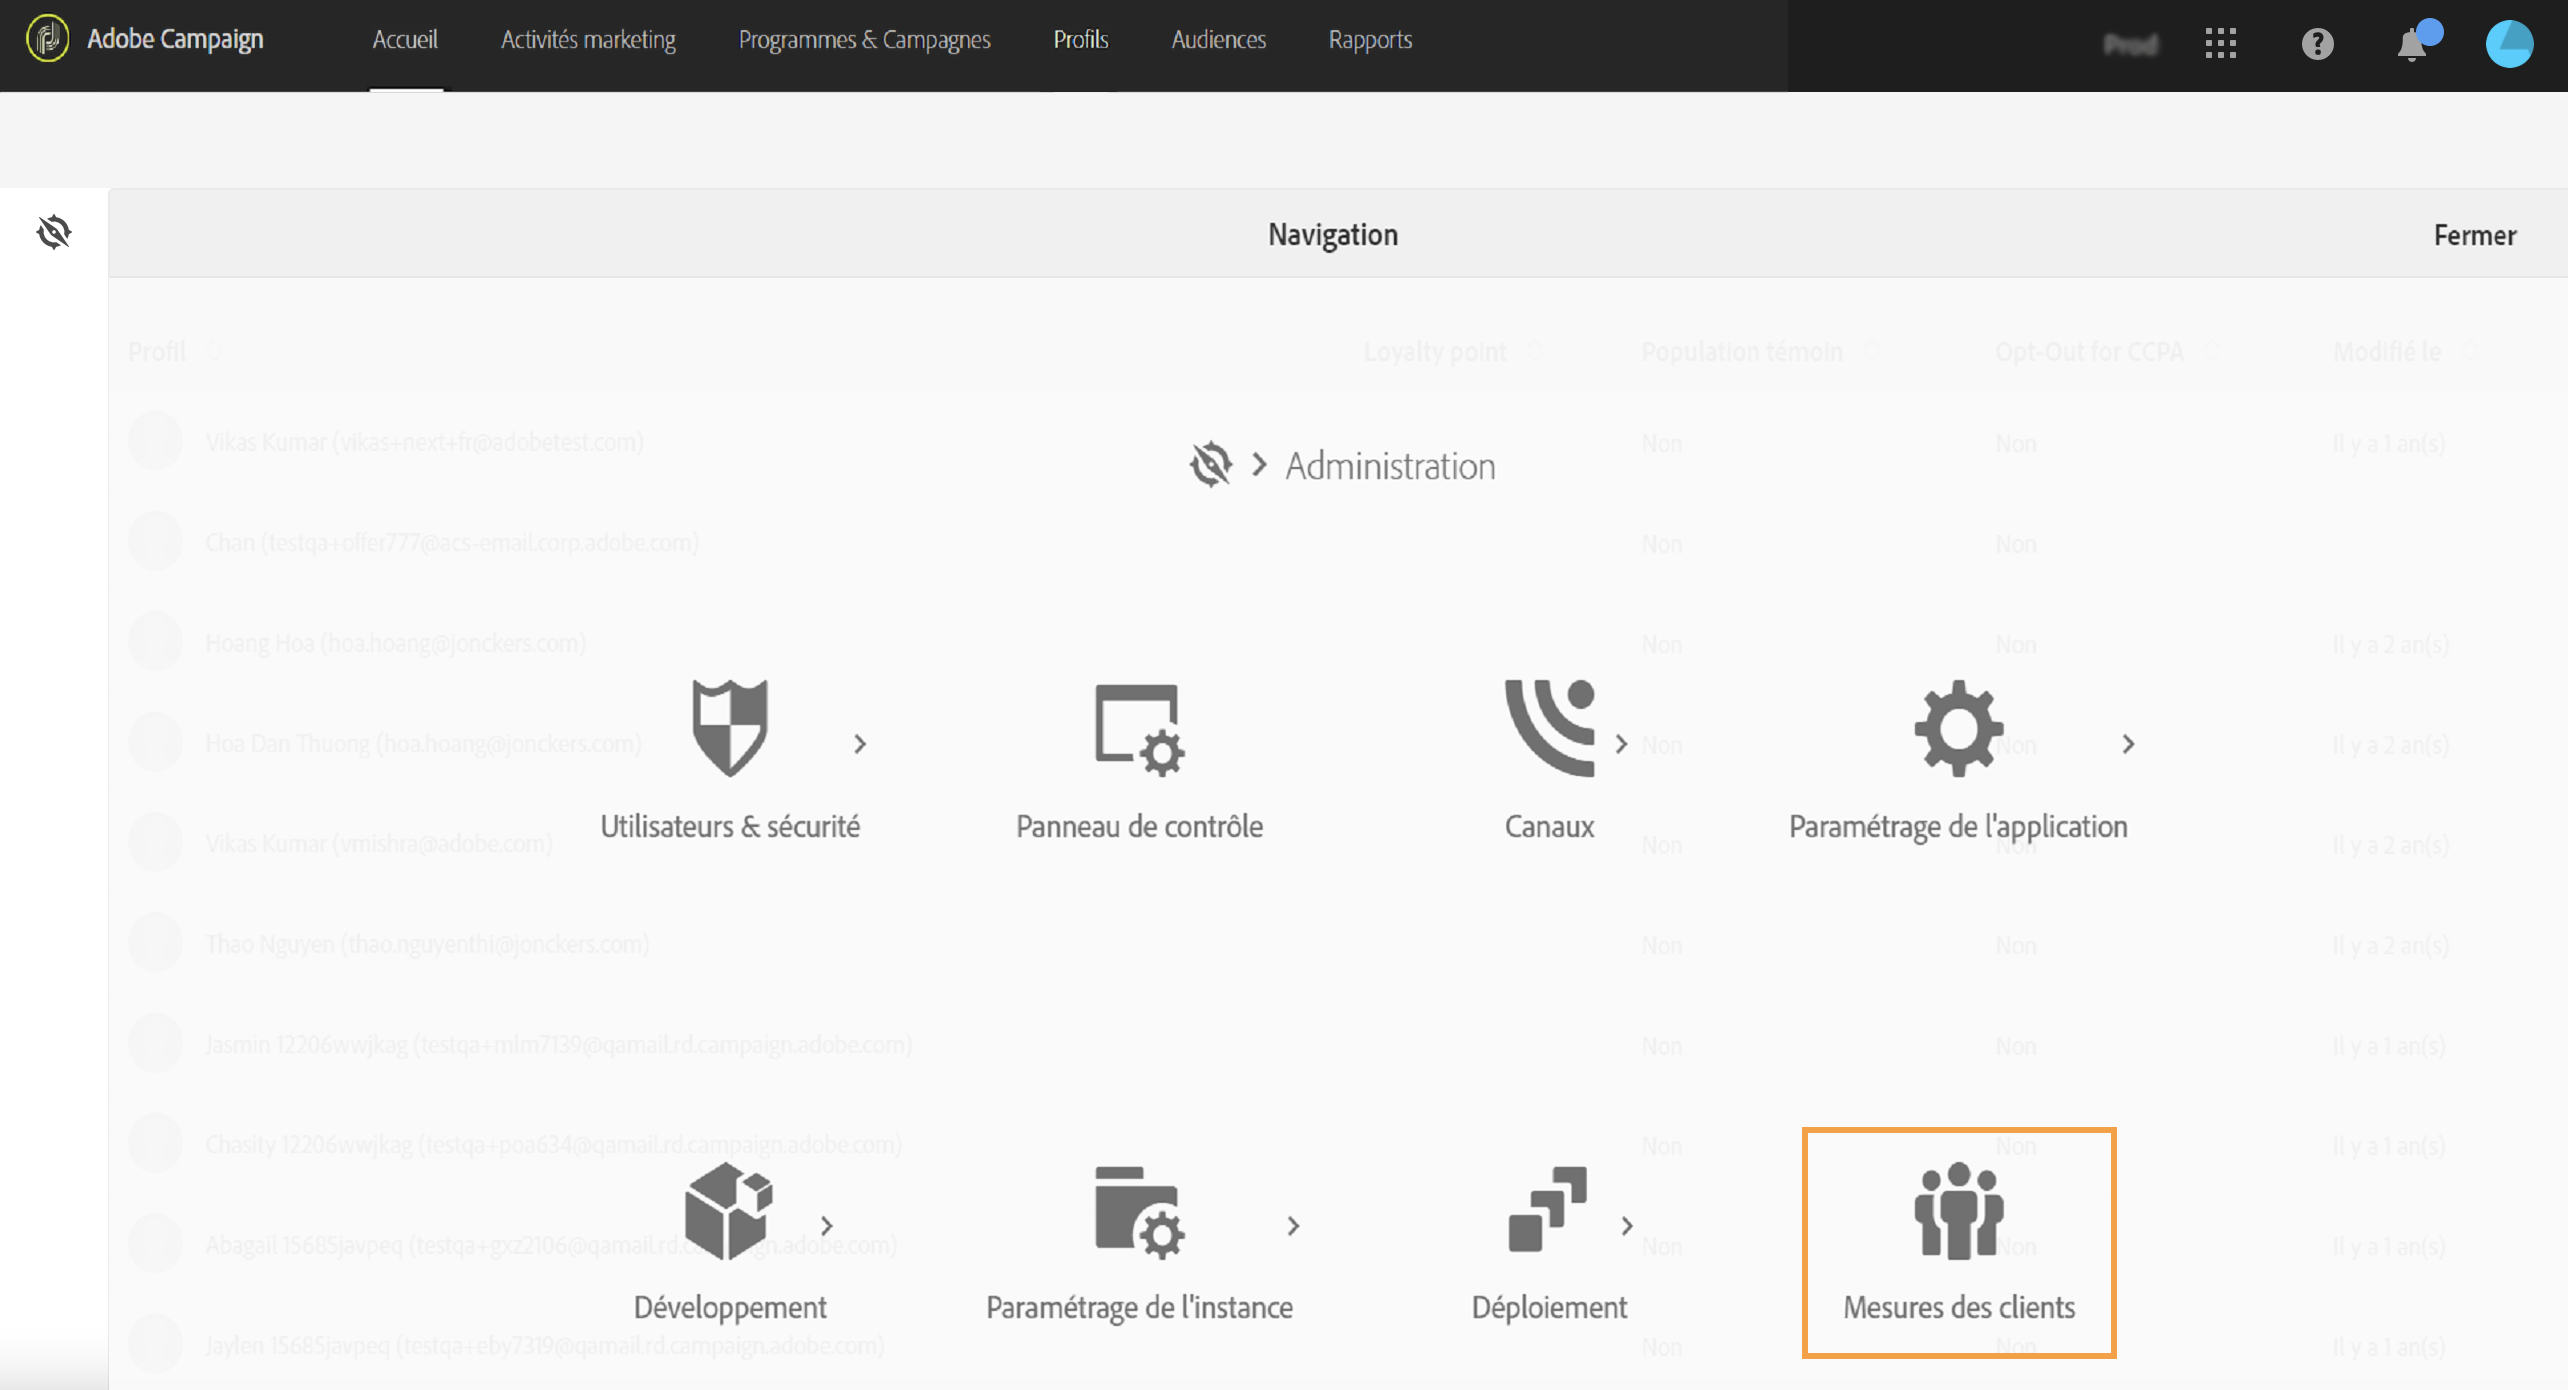 Adobe Campaign Accueil Activités marketing Programmes & Campagnes Profils Audiences Rapports Prod
Navigation Fermer
Profil Loyalty point Population témoin Opt-Out for CCPA Modifié le
Vikas Kumar (vikas+next+fr@adobetest.com) Non Non Il y a 1 an(s)
Administration
Chan (testqa+offer777@acs-email.corp.adobe.com) Non Non
Hoang Hoa (hoa.hoang@jonckers.com) Non Non Il y a 2 an(s)
Hoa Dan Thuong (hoa.hoang@jonckers.com) Non Non Il y a 2 an(s)
Utilisateurs & sécurité Panneau de contrôle Canaux Paramétrage de l'application
Vikas Kumar (vmishra@adobe.com) Non Non Il y a 2 an(s)
Thao Nguyen (thao.nguyenthi@jonckers.com) Non Non Il y a 2 an(s)
Jasmin 12206wwjkag (testqa+mlm7139@qamail.rd.campaign.adobe.com) Non Non Il y a 1 an(s)
Chasity 12206wwjkag (testqa+poa634@qamail.rd.campaign.adobe.com) Non Non Il y a 1 an(s)
Abagail 15685javpeq (testqa+gxz2106@qamail.rd.campaign.adobe.com) Non Non Il y a 1 an(s)
Développement Paramétrage de l'instance Déploiement Mesures des clients
Jaylen 15685javpeq (testqa+eby7319@qamail.rd.campaign.adobe.com) Non Non Il y a 1 an(s)